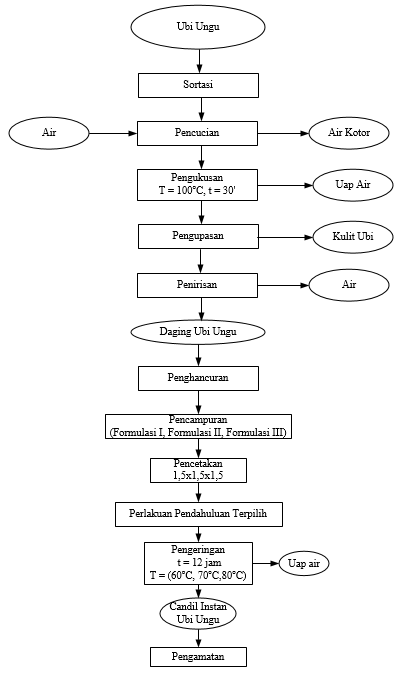 Ubi Ungu
Sortasi
Air
Pencucian
Air Kotor
Pengukusan
T = 100°C, t = 30'
Uap Air
Pengupasan
Kulit Ubi
Penirisan
Air
Daging Ubi Ungu
Penghancuran
Pencampuran
(Formulasi I, Formulasi II, Formulasi III)
Pencetakan
1,5x1,5x1,5
Perlakuan Pendahuluan Terpilih
Pengeringan
t = 12 jam
T = (60°C, 70°C,80°C)
Uap air
Candil Instan
Ubi Ungu
Pengamatan